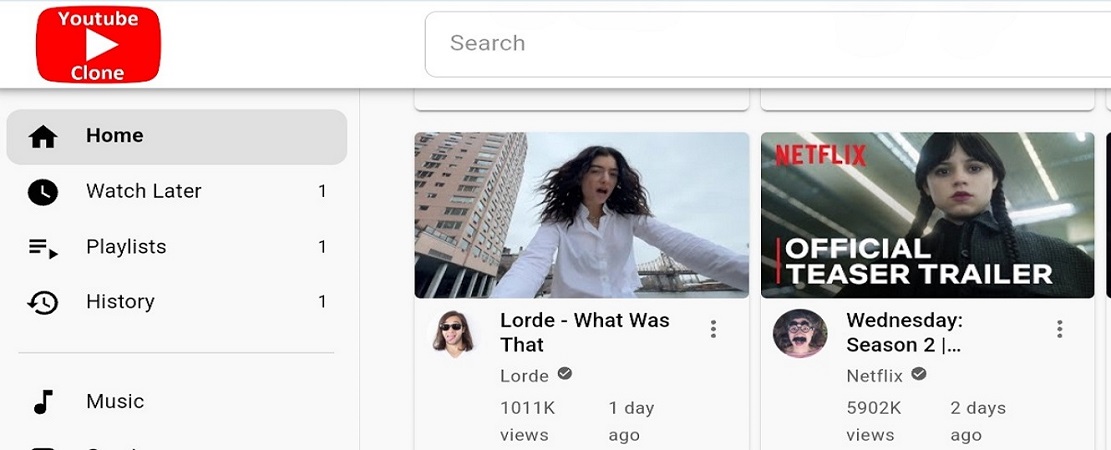 Youtube
Clone
Search
Home
Watch Later 1
Playlists 1
History 1
Music
NETFLIX
OFFICIAL
TEASER TRAILER
Lorde - What Was
That
Lorde
1011K
views
1 day
ago
Wednesday:
Season 2 |...
Netflix
5902K
views
2 days
ago